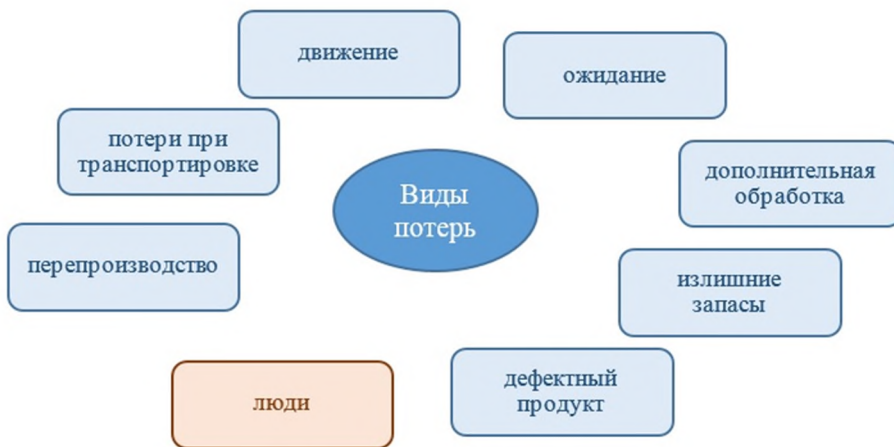 движение
ожидание
потери при
транспортировке
Виды
потерь
дополнительная
обработка
перепроизводство
излишние
запасы
люди
дефектный
продукт